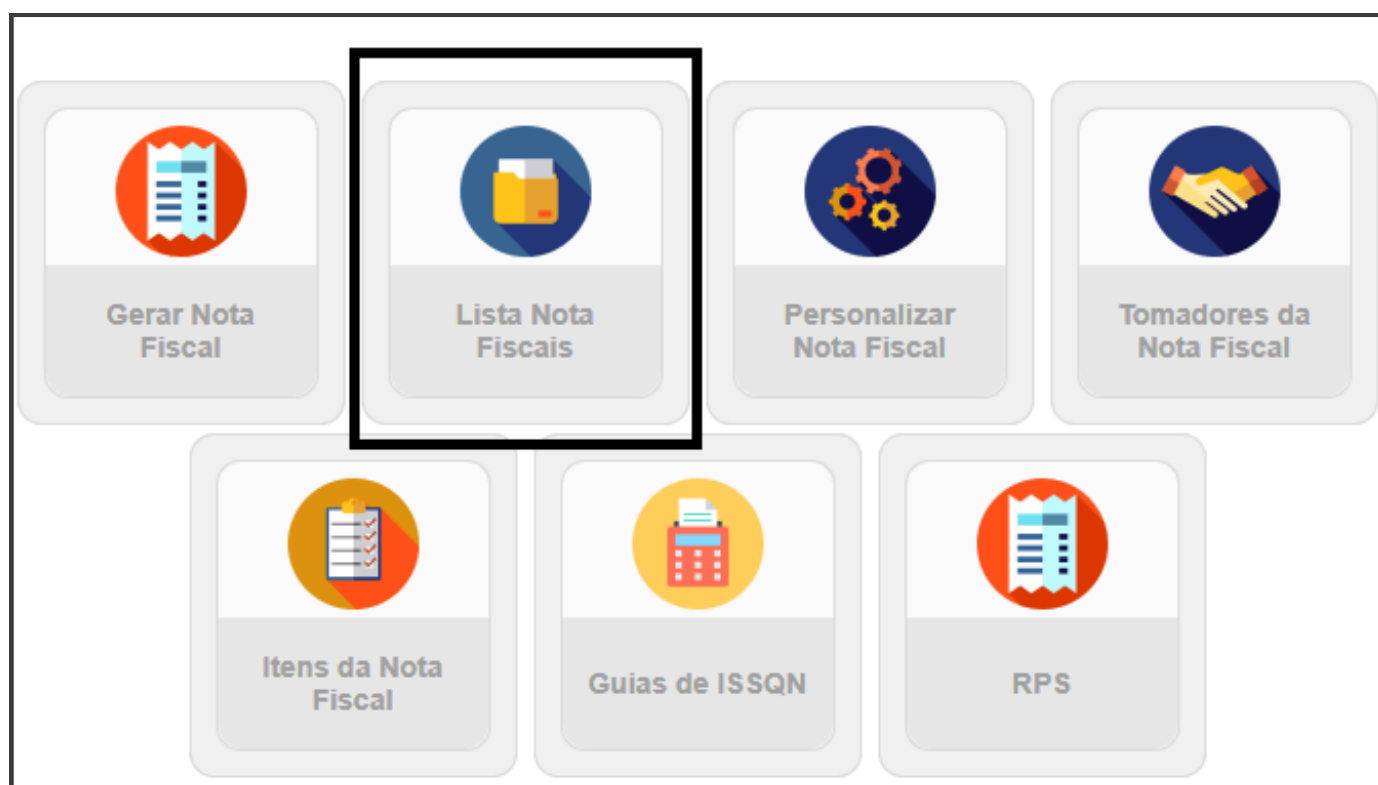 Gerar Nota
Fiscal
Lista Nota
Fiscais
Personalizar
Nota Fiscal
Tomadores da
Nota Fiscal
Itens da Nota
Fiscal
Guias de ISSQN
RPS